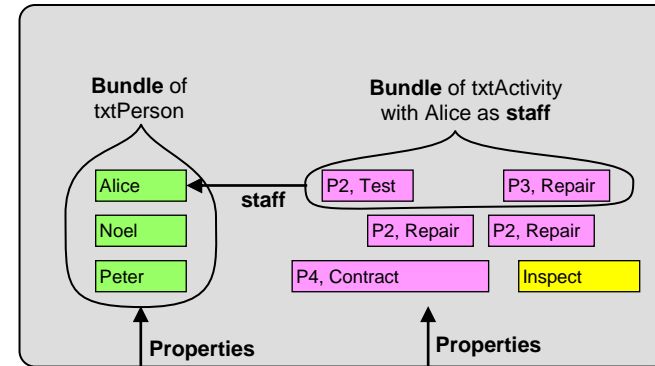 Bundle of
txtPerson
Bundle of txtActivity
with Alice as staff
Alice
staff
P2, Test
P3, Repair
Noel
P2, Repair
P2, Repair
Peter
P4, Contract
Inspect
Properties
Properties